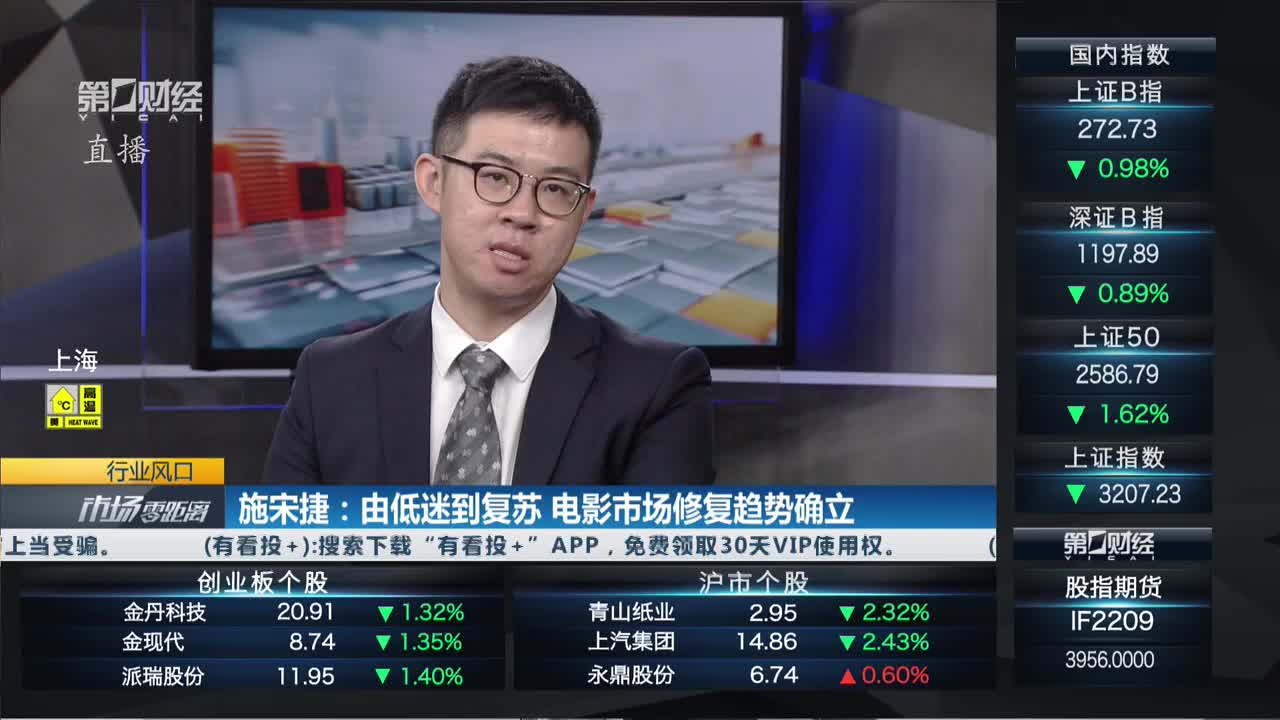 第一财经
YICAI
直播
上海
℃
高温
黄 HEAT WAVE
行业风口
市场零距离
施宋捷：由低迷到复苏 电影市场修复趋势确立
上当受骗。 (有看投+):搜索下载“有看投+”APP，免费领取30天VIP使用权。 (
创业板个股
金丹科技 20.91 ▼1.32%
金现代 8.74 ▼1.35%
派瑞股份 11.95 ▼1.40%
沪市个股
青山纸业 2.95 ▼2.32%
上汽集团 14.86 ▼2.43%
永鼎股份 6.74 ▲0.60%
国内指数
上证B指
272.73
▼ 0.98%
深证B指
1197.89
▼ 0.89%
上证50
2586.79
▼ 1.62%
上证指数
▼ 3207.23
第一财经
YICAI
股指期货
IF2209
3956.0000